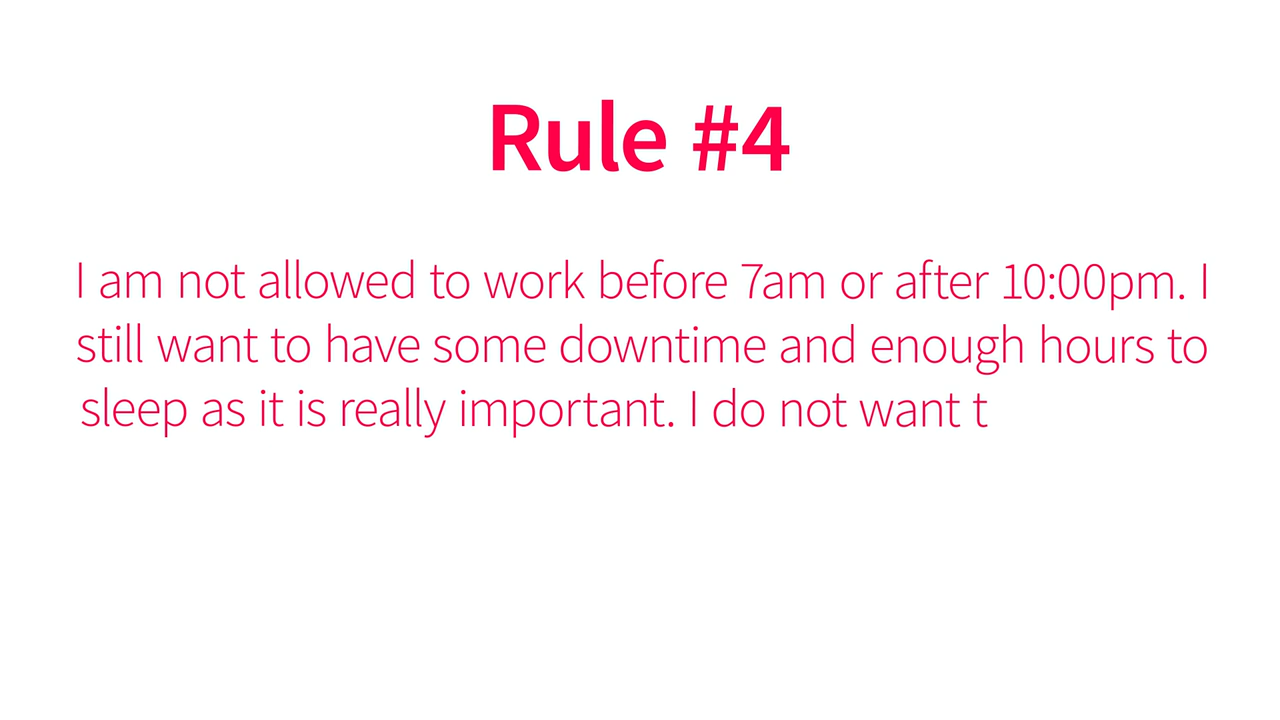 Rule #4
I am not allowed to work before 7am or after 10:00pm. I
still want to have some downtime and enough hours to
sleep as it is really important. I do not want t